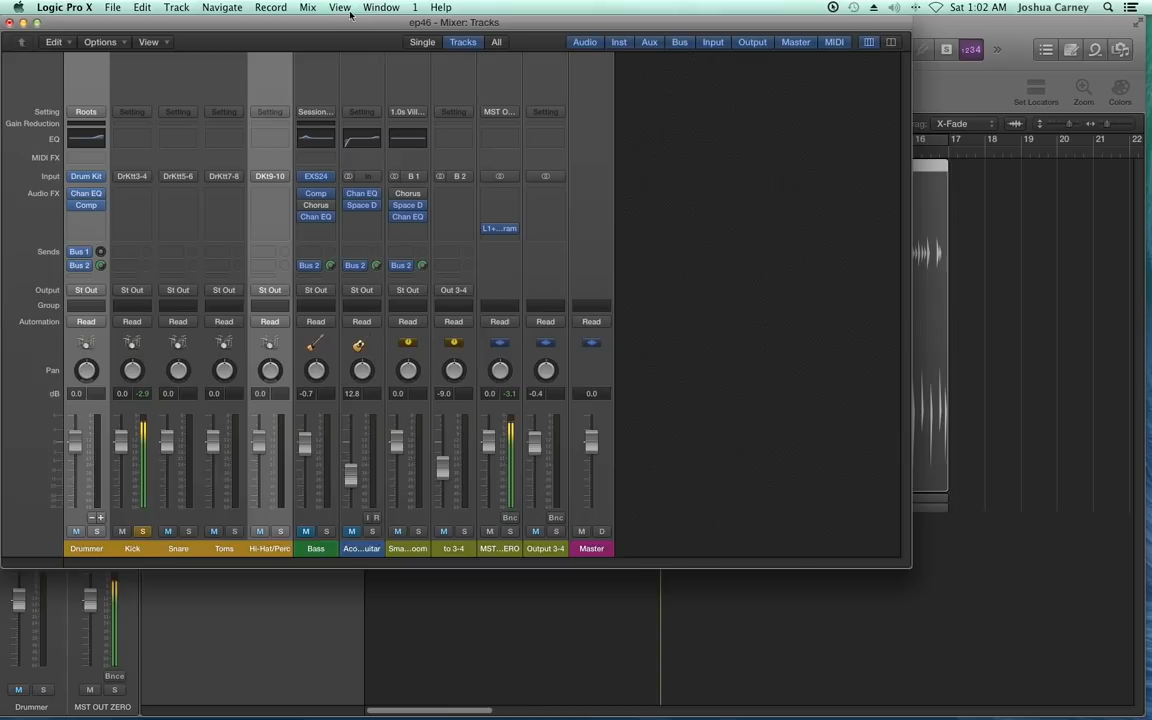 Logic Pro X File Edit Track Navigate Record Mix View Window 1 Help Sat 1:02 AM Joshua Carney
ep46 - Mixer: Tracks
Edit Options View Single Tracks All Audio Inst Aux Bus Input Output Master MIDI S 1234
Set Locators Zoom Colors
Setting Roots Setting Setting Setting Setting Session... Setting 1.0s Vill... Setting MST O... Setting
Gain Reduction
X-Fade
EQ
16 17 18 19 20 21 22
MIDI FX
Input Drum Kit DrKtt3-4 DrKtt5-6 DrKtt7-8 DKt9-10 EXS24 In B 1 B 2
Audio FX Chan EQ Comp Chan EQ Chorus
Comp Chorus Space D Space D
Chan EQ Chan EQ
L1+...ram
Sends Bus 1
Bus 2 Bus 2 Bus 2 Bus 2
Output St Out St Out St Out St Out St Out St Out St Out St Out Out 3-4
Group
Automation Read Read Read Read Read Read Read Read Read Read Read Read
Pan
dB 0.0 0.0 -2.9 0.0 0.0 0.0 -0.7 12.8 0.0 -9.0 0.0 -3.1 -0.4 0.0
I R Bnc Bnc
M S M S M S M S M S M S M S M S M S M S M S M D
Drummer Kick Snare Toms Hi-Hat/Perc Bass Aco...uitar Sma...oom to 3-4 MST...ERO Output 3-4 Master
Bnce
M S M S
Drummer MST OUT ZERO